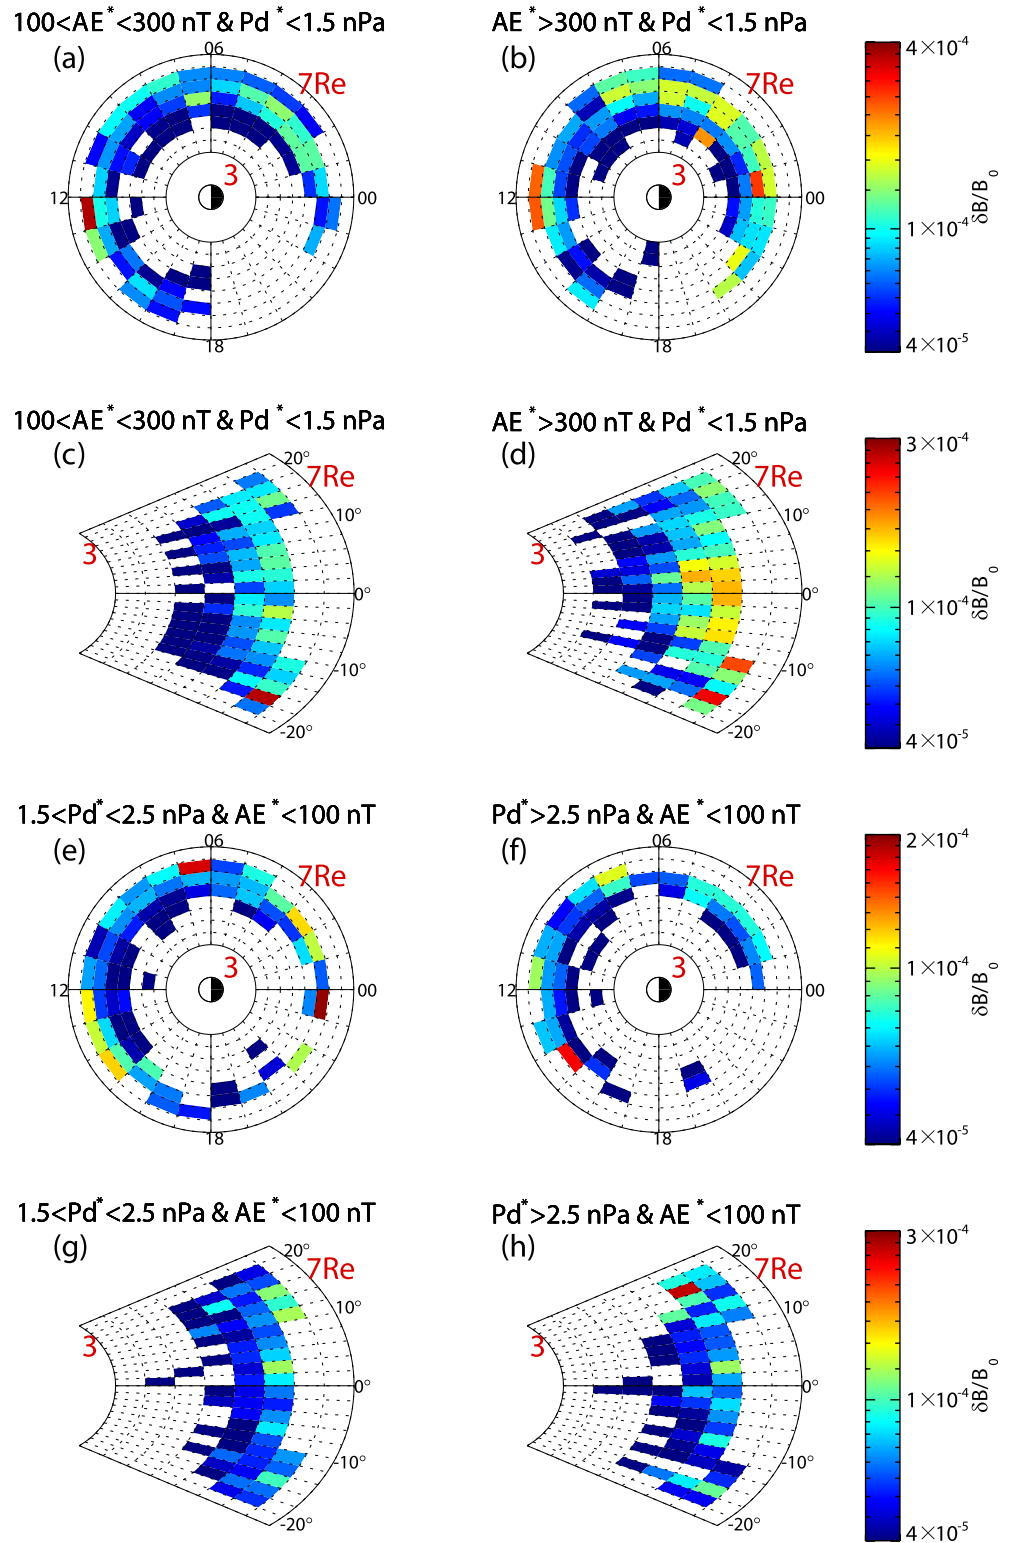 100<AE*<300 nT & Pd*<1.5 nPa
AE*>300 nT & Pd*<1.5 nPa
(a)
06
7Re
3
12
00
18
(b)
06
7Re
3
12
00
18
4×10-4
1×10-4
4×10-5
δB/B0
100<AE*<300 nT & Pd*<1.5 nPa
AE*>300 nT & Pd*<1.5 nPa
(c)
20°
7Re
10°
3
0°
-10°
-20°
(d)
20°
7Re
10°
3
0°
-10°
-20°
3×10-4
1×10-4
4×10-5
δB/B0
1.5<Pd*<2.5 nPa & AE*<100 nT
Pd*>2.5 nPa & AE*<100 nT
(e)
06
7Re
3
12
00
18
(f)
06
7Re
3
12
00
18
2×10-4
1×10-4
4×10-5
δB/B0
1.5<Pd*<2.5 nPa & AE*<100 nT
Pd*>2.5 nPa & AE*<100 nT
(g)
20°
7Re
10°
3
0°
-10°
-20°
(h)
20°
7Re
10°
3
0°
-10°
-20°
3×10-4
1×10-4
4×10-5
δB/B0